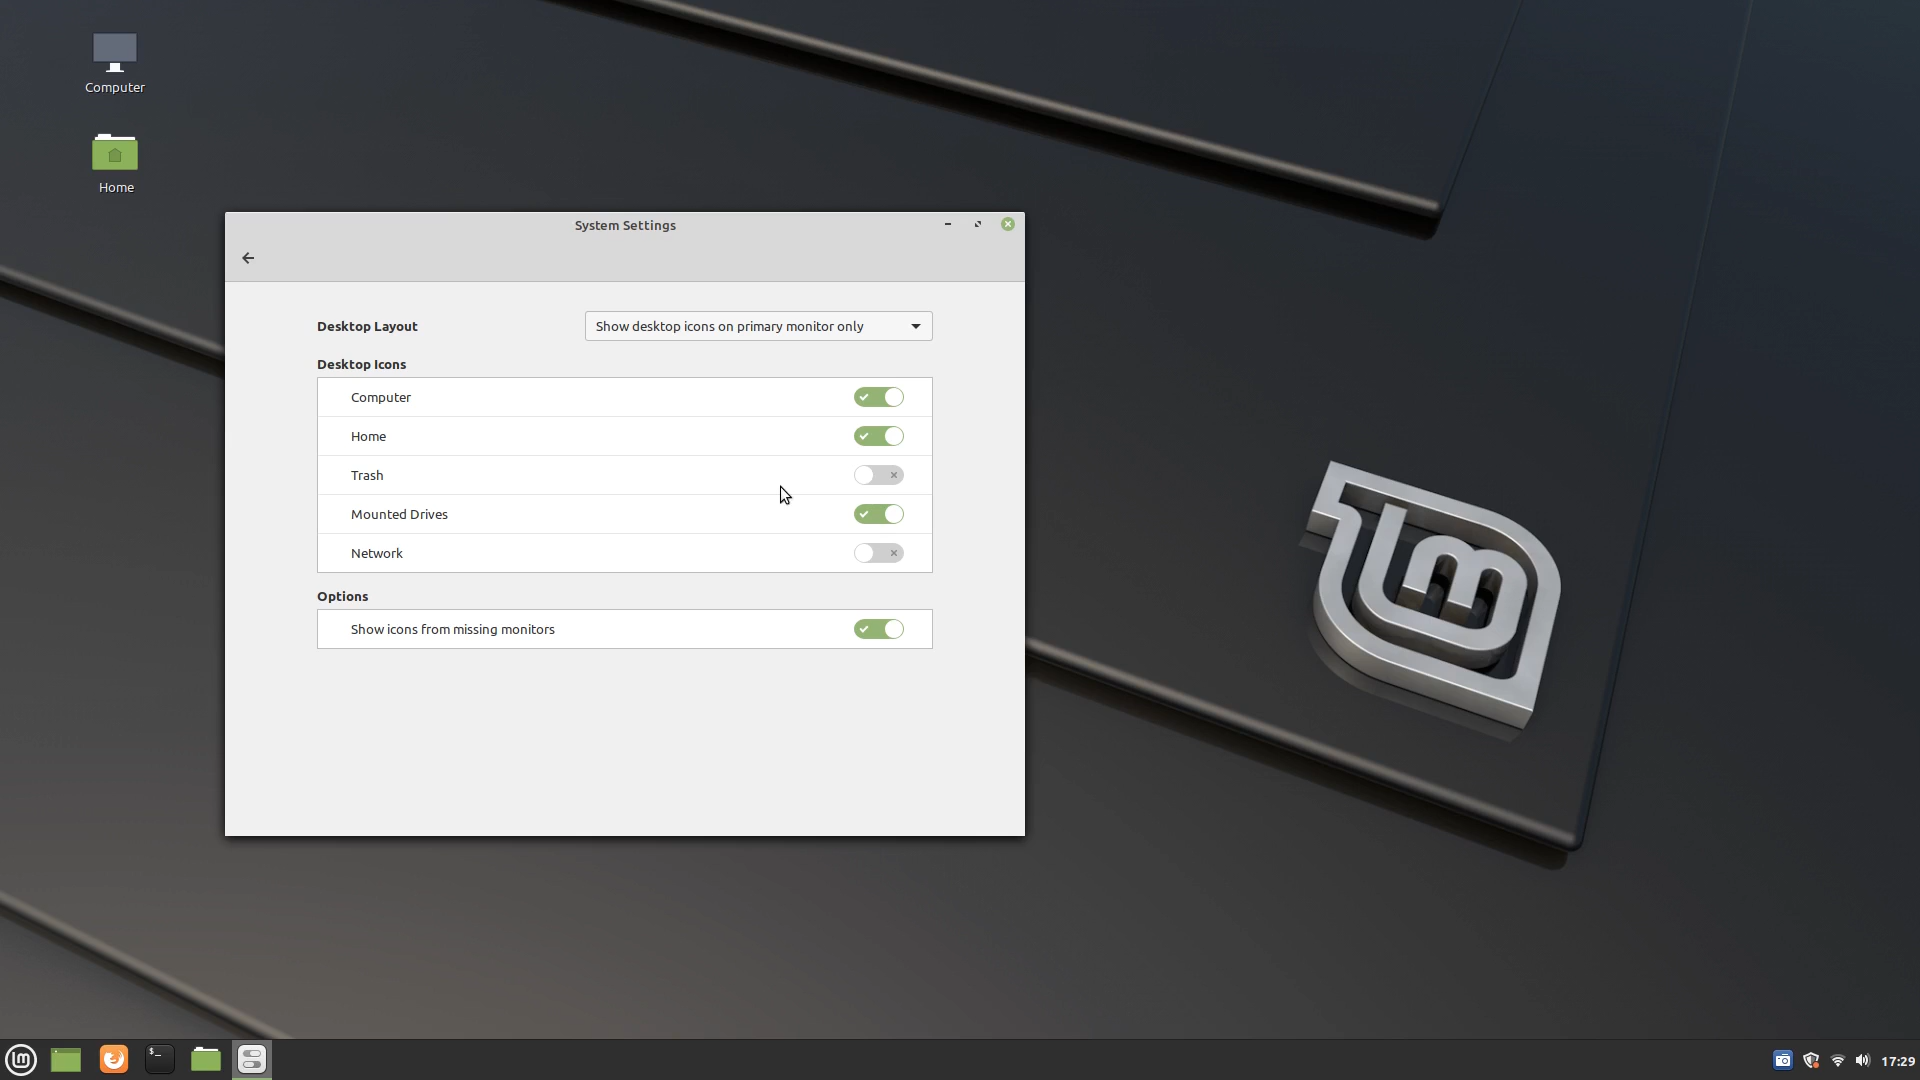 Computer
Home
System Settings
Desktop Layout
Show desktop icons on primary monitor only
Desktop Icons
Computer
Home
Trash
Mounted Drives
Network
Options
Show icons from missing monitors
17:29